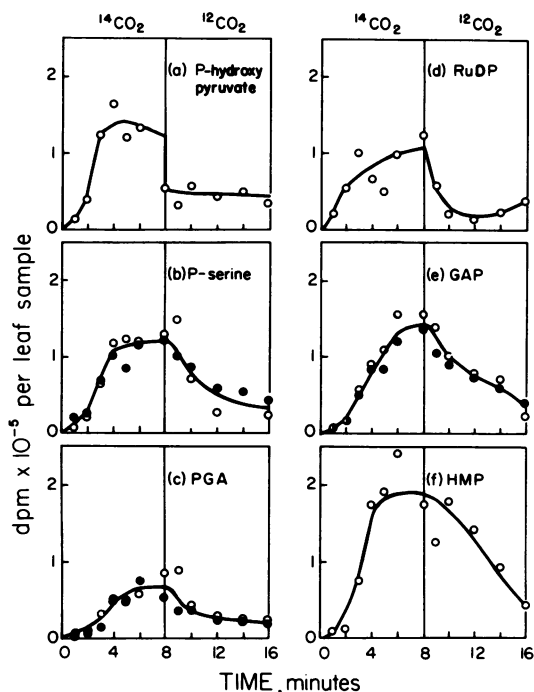 ¹⁴CO₂ ¹²CO₂ ¹⁴CO₂ ¹²CO₂
(a) P-hydroxy
pyruvate
(d) RuDP
2 2
1 1
0 0
(b) P-serine
(e) GAP
2 2
1 1
0 0
(c) PGA
(f) HMP
2 2
1 1
0 0
0 4 8 12 16 0 4 8 12 16
dpm x 10⁻⁵ per leaf sample
TIME, minutes